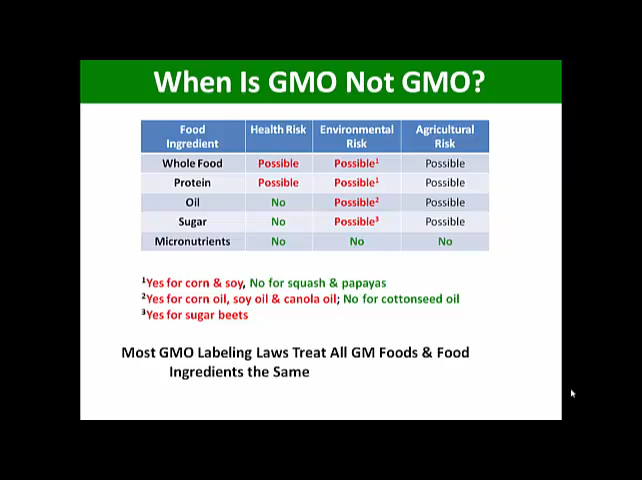 When Is GMO Not GMO?
Food Ingredient Health Risk Environmental Risk Agricultural Risk
Whole Food Possible Possible¹ Possible
Protein Possible Possible¹ Possible
Oil No Possible² Possible
Sugar No Possible³ Possible
Micronutrients No No No
¹Yes for corn & soy, No for squash & papayas
²Yes for corn oil, soy oil & canola oil; No for cottonseed oil
³Yes for sugar beets
Most GMO Labeling Laws Treat All GM Foods & Food
Ingredients the Same